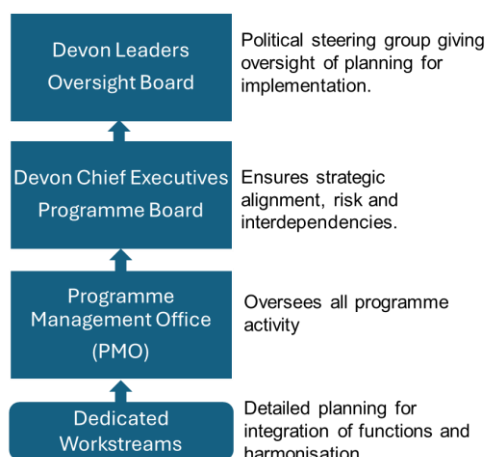 Devon Leaders
Oversight Board
Political steering group giving
oversight of planning for
implementation.
Devon Chief Executives
Programme Board
Ensures strategic
alignment, risk and
interdependencies.
Programme
Management Office
(PMO)
Oversees all programme
activity
Dedicated
Workstreams
Detailed planning for
integration of functions and
harmonisation